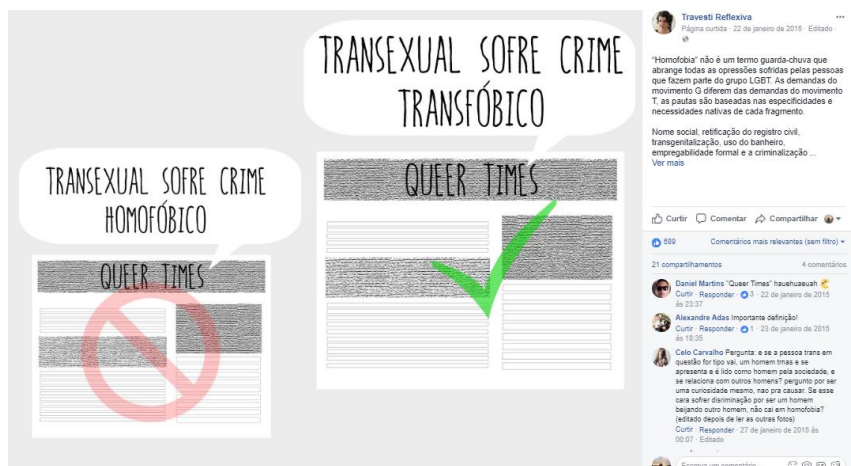 TRANSEXUAL SOFRE CRIME
HOMOFÓBICO
QUEER TIMES
TRANSEXUAL SOFRE CRIME
TRANSFÓBICO
QUEER TIMES
Travesti Reflexiva
Página curtida · 22 de janeiro de 2015 · Editado ·
"Homofobia" não é um termo guarda-chuva que
abrange todas as opressões sofridas pelas pessoas
que fazem parte do grupo LGBT. As demandas do
movimento G diferem das demandas do movimento
T, as pautas são baseadas nas especificidades e
necessidades nativas de cada fragmento.
Nome social, retificação do registro civil,
transgenitalização, uso do banheiro,
empregabilidade formal e a criminalização ...
Ver mais
Curtir Comentar Compartilhar
589 Comentários mais relevantes (sem filtro)
21 compartilhamentos 4 comentários
Daniel Martins "Queer Times" hauehuaeuah
Curtir · Responder · 3 · 22 de janeiro de 2015
às 23:37
Alexandre Adas Importante definição!
Curtir · Responder · 1 · 23 de janeiro de 2015
às 18:35
Celo Carvalho Pergunta: e se a pessoa trans em
questão for tipo vai, um homem trnas e se
apresenta e é lido como homem pela sociedade, e
se relaciona com outros homens? pergunto por ser
uma curiosidade mesmo, nao pra causar. Se esse
cara sofrer disriminação por ser um homem
beijando outro homem, não cai em homofobia?
(editado depois de ler as outras fotos)
Curtir · Responder · 27 de janeiro de 2015 às
00:07 · Editado
Escreva um comentário...